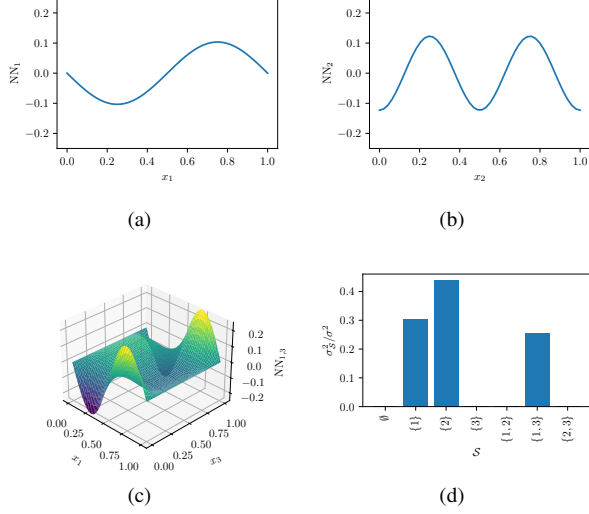 0.2
0.1
0.0
−0.1
−0.2
NN₁
0.0 0.2 0.4 0.6 0.8 1.0
x₁
(a)
0.2
0.1
0.0
−0.1
−0.2
NN₂
0.0 0.2 0.4 0.6 0.8 1.0
x₂
(b)
0.2
0.1
0.0
−0.1
−0.2
NN₁,₃
0.00
0.25
0.50
0.75
1.00
x₁
0.00
0.25
0.50
0.75
1.00
x₃
(c)
0.4
0.3
0.2
0.1
0.0
σ²_𝒮/σ²
∅ {1} {2} {3} {1, 2} {1, 3} {2, 3}
𝒮
(d)